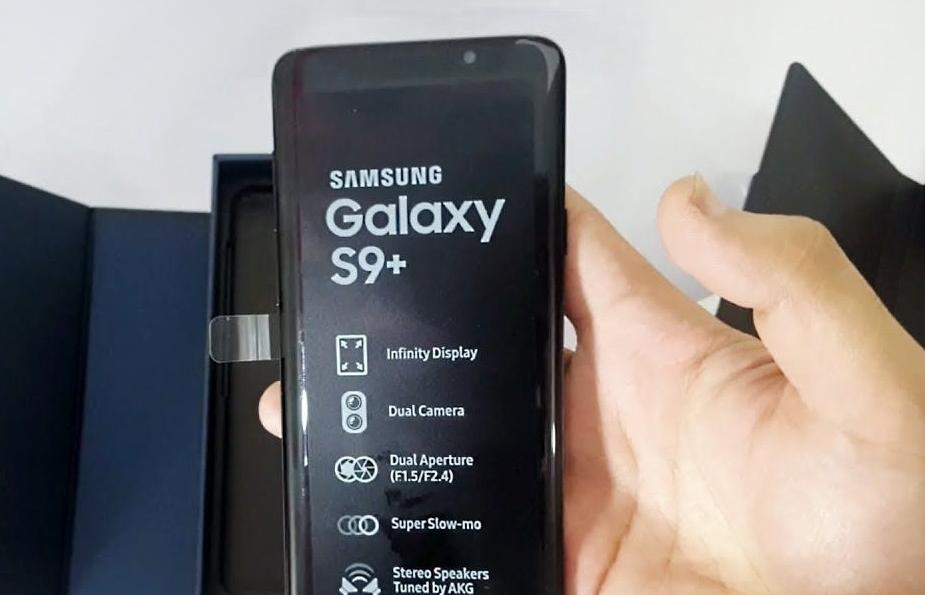 SAMSUNG
Galaxy
S9+
Infinity Display
Dual Camera
Dual Aperture
(F1.5/F2.4)
Super Slow-mo
Stereo Speakers
Tuned by AKG